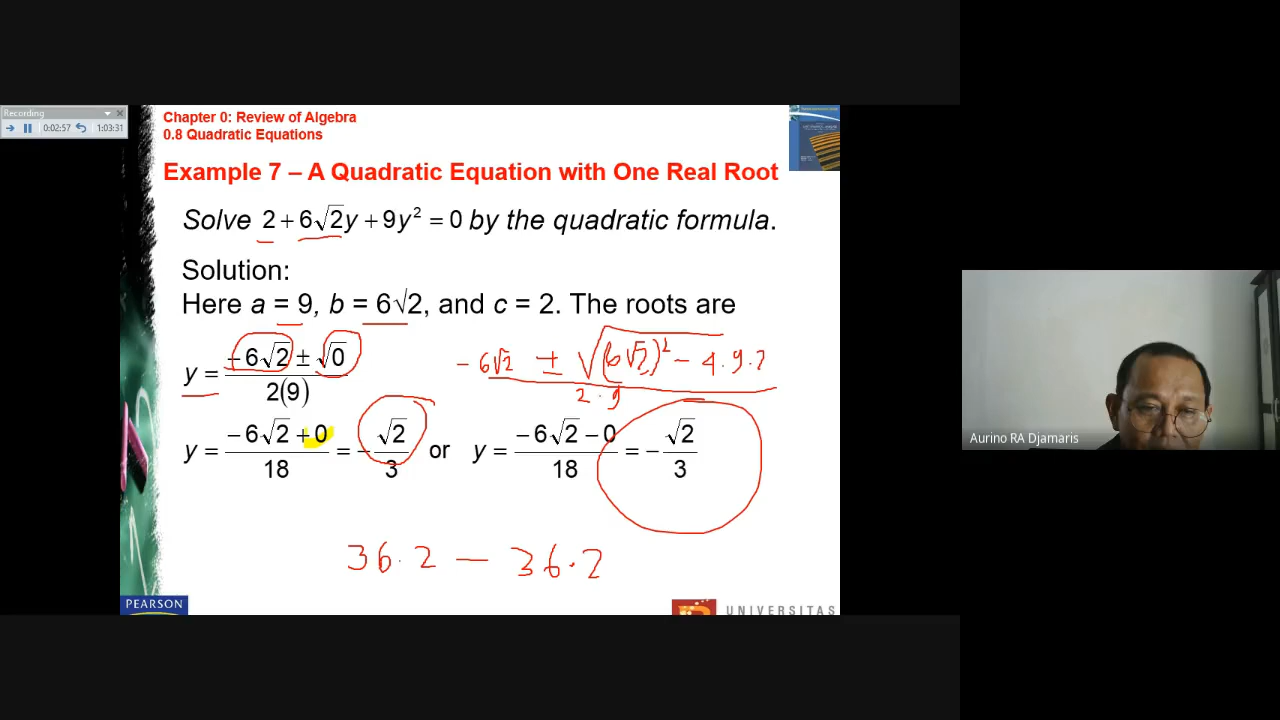 Recording
0:02:57 1:03:31
Chapter 0: Review of Algebra
0.8 Quadratic Equations
Example 7 – A Quadratic Equation with One Real Root
Solve 2 + 6√2y + 9y² = 0 by the quadratic formula.
Solution:
Here a = 9, b = 6√2, and c = 2. The roots are
y = (−6√2 ± √0) / 2(9)
−6√2 ± √(6√2)² − 4.9.2 / 2.9
y = (−6√2 + 0) / 18 = −√2/3 or y = (−6√2 − 0) / 18 = −√2/3
36.2 − 36.2
PEARSON
UNIVERSITAS
Aurino RA Djamaris